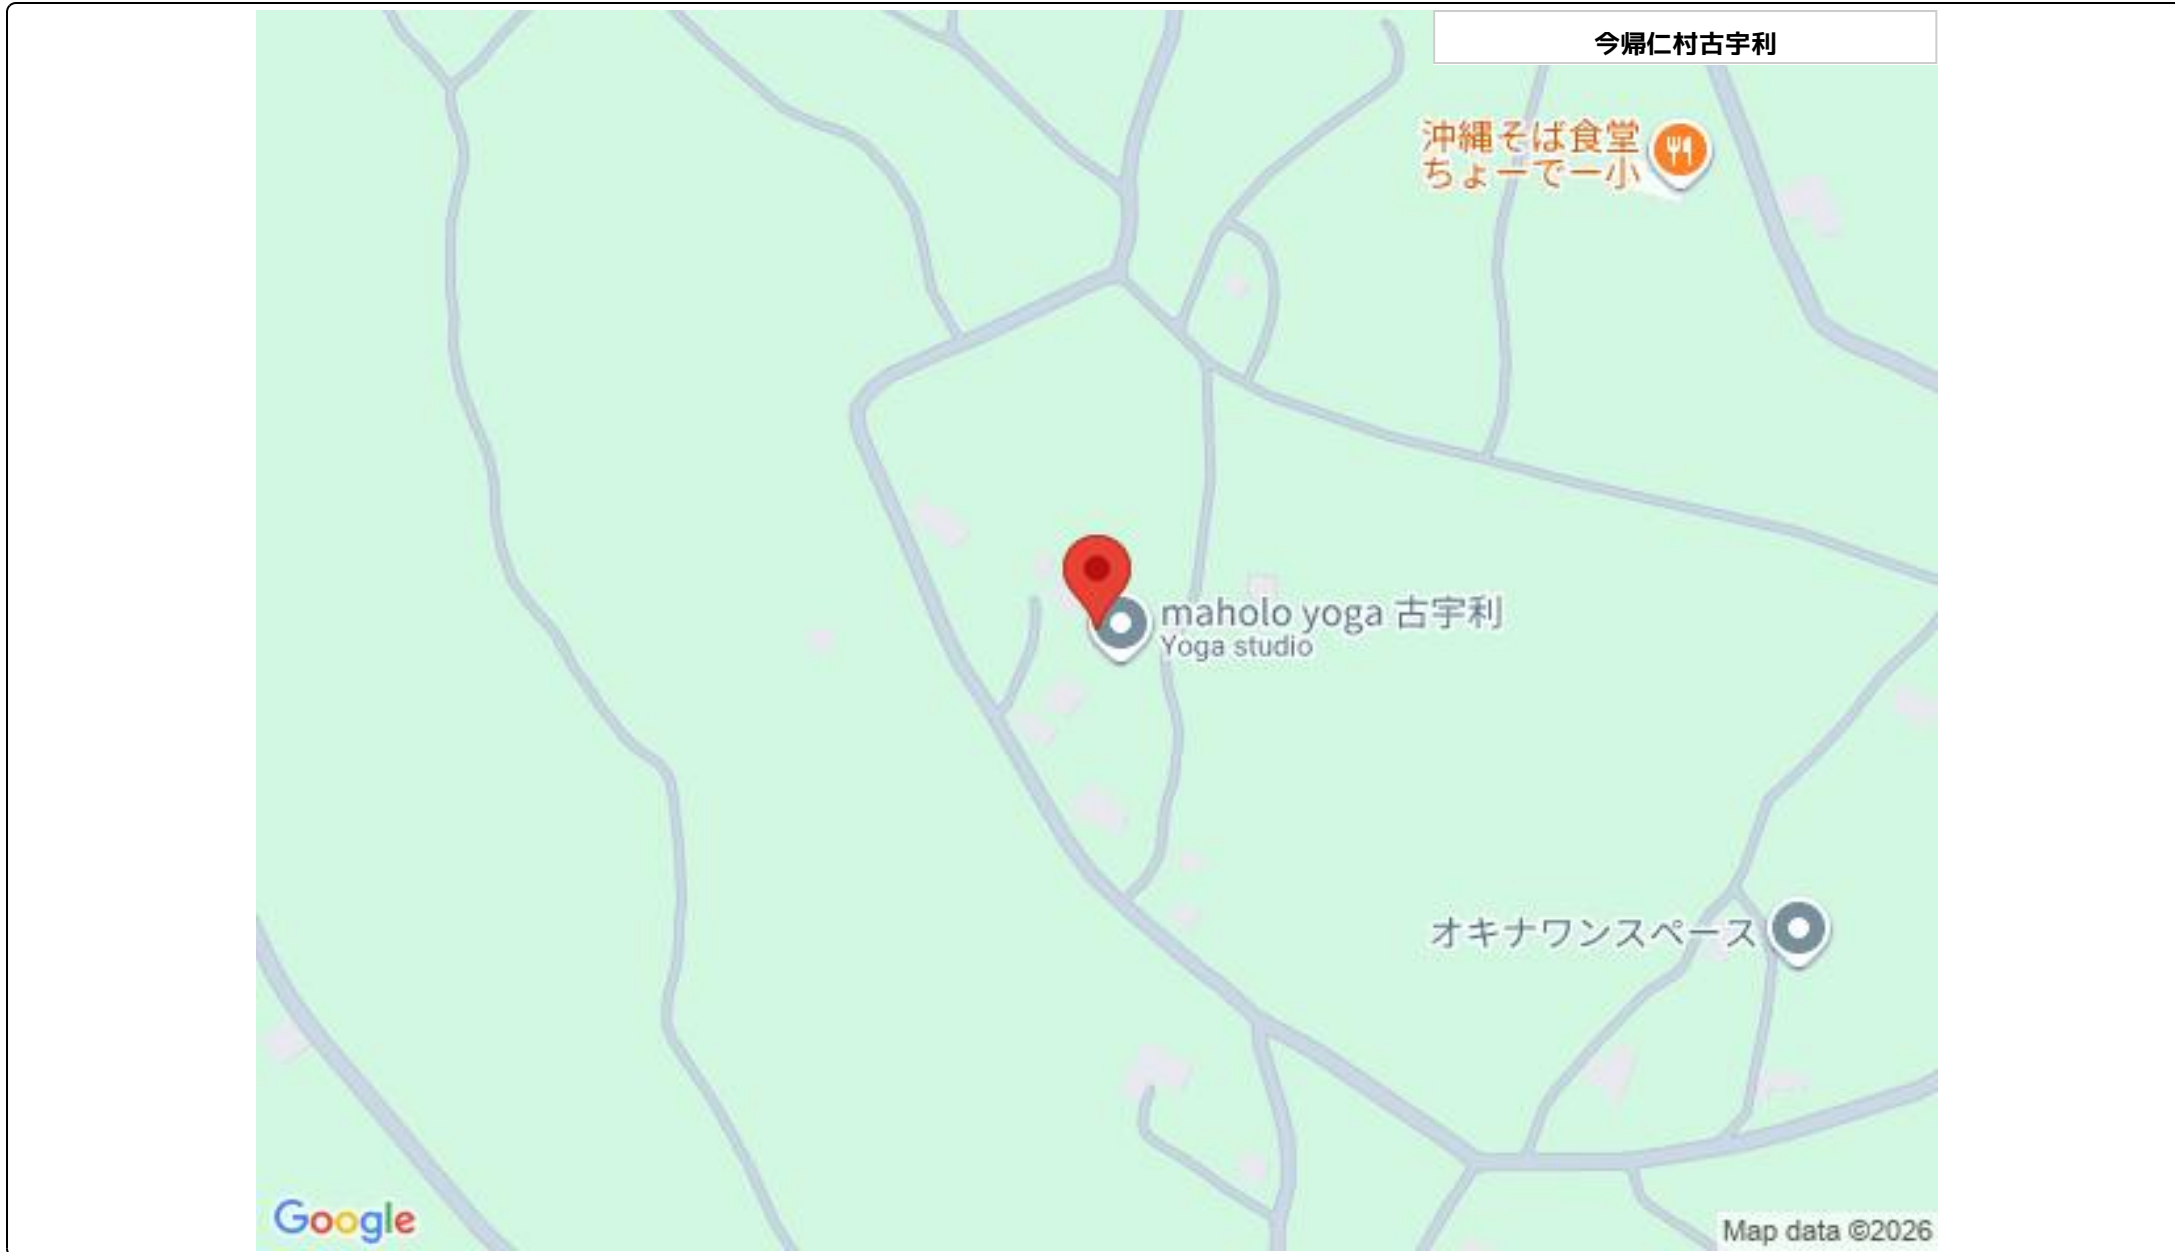 今帰仁村古宇利
沖縄そば食堂
ちょーでー小
maholo yoga 古宇利
Yoga studio
オキナワンスペース
Google
Map data ©2026